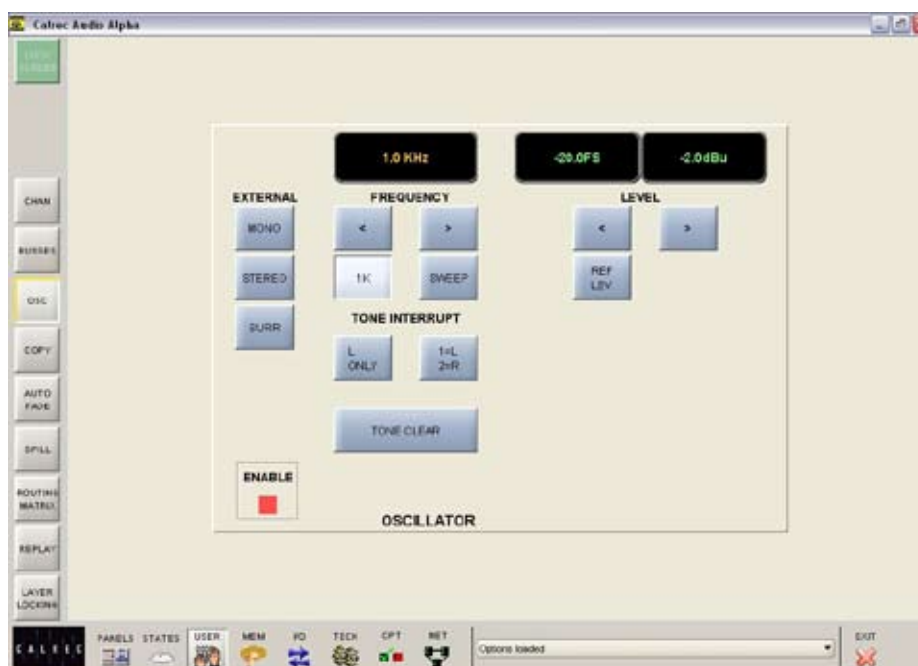 Calrec Audio Alpha
CHAN
BUSSES
OSC
COPY
AUTO
FADE
SPILL
ROUTING
MATRIX
REPLAY
LAYER
LOCKING
1.0 KHz
-20.0FS
-2.0dBu
EXTERNAL
FREQUENCY
LEVEL
MONO
<
>
<
>
STEREO
1K
SWEEP
REF
LEV
SURR
TONE INTERRUPT
L
ONLY
1=L
2=R
TONE CLEAR
ENABLE
OSCILLATOR
CALREC
PANELS
STATES
USER
MEM
I/O
TECH
CPT
NET
Options loaded
EXIT